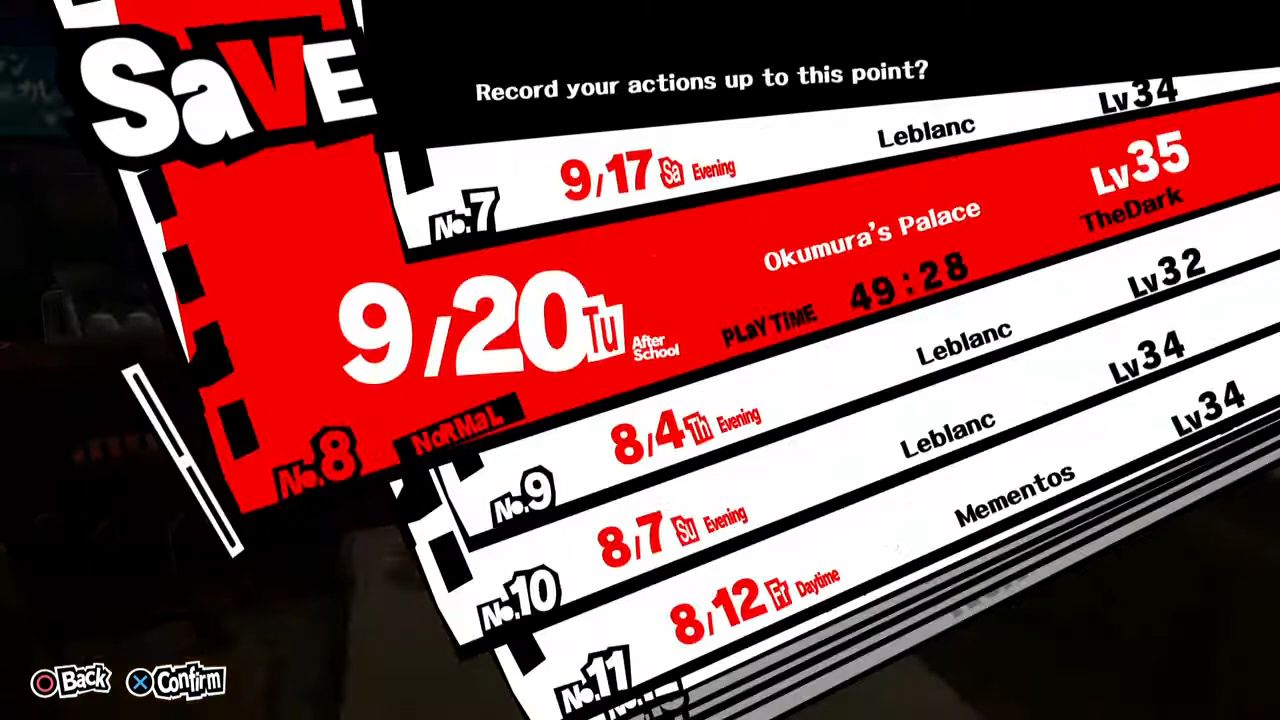 SaVE
Record your actions up to this point?
No.7 9/17 Sa Evening Leblanc Lv34
No.8 9/20 Tu After School Okumura's Palace Lv35
PLaY TiME 49:28 TheDark
NoRMaL
No.9 8/4 Th Evening Leblanc Lv32
No.10 8/7 Su Evening Leblanc Lv34
No.11 8/12 Fr Daytime Mementos Lv34
Back Confirm